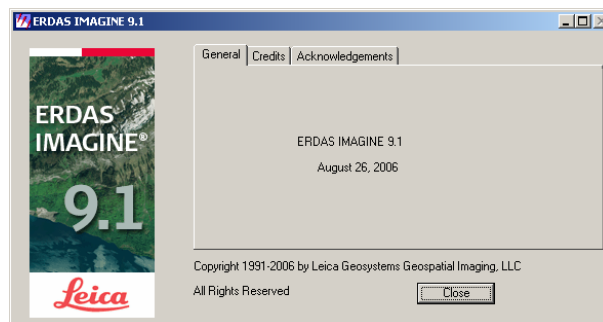 ERDAS IMAGINE 9.1
General Credits Acknowledgements
ERDAS
IMAGINE®
9.1
Leica
ERDAS IMAGINE 9.1
August 26, 2006
Copyright 1991-2006 by Leica Geosystems Geospatial Imaging, LLC
All Rights Reserved
Close